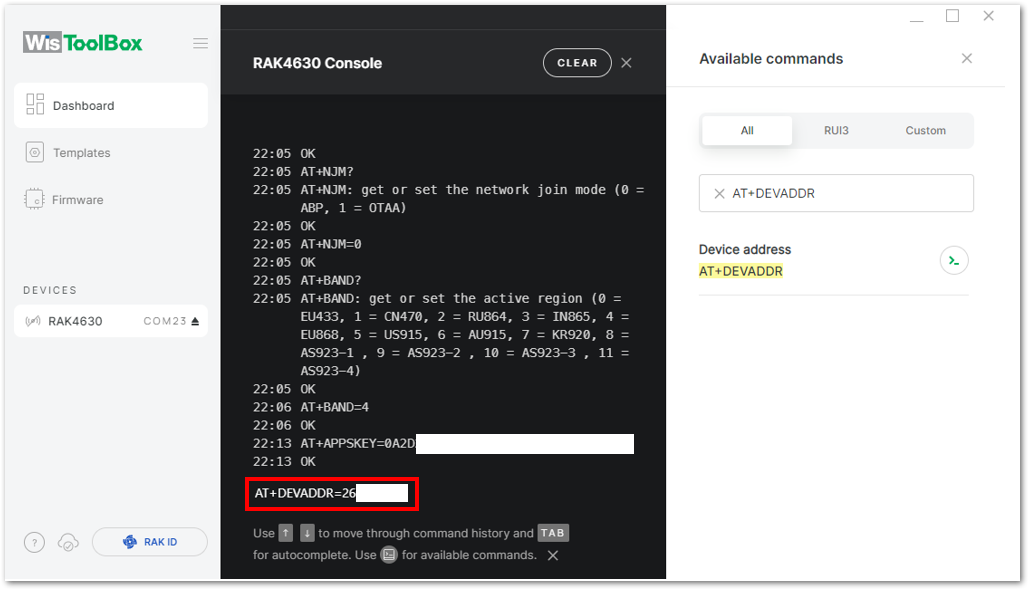 WisToolBox
Dashboard
Templates
Firmware
DEVICES
RAK4630 COM23
?
RAK ID
RAK4630 Console
CLEAR
22:05 OK
22:05 AT+NJM?
22:05 AT+NJM: get or set the network join mode (0 =
ABP, 1 = OTAA)
22:05 OK
22:05 AT+NJM=0
22:05 OK
22:05 AT+BAND?
22:05 AT+BAND: get or set the active region (0 =
EU433, 1 = CN470, 2 = RU864, 3 = IN865, 4 =
EU868, 5 = US915, 6 = AU915, 7 = KR920, 8 =
AS923-1 , 9 = AS923-2 , 10 = AS923-3 , 11 =
AS923-4)
22:05 OK
22:06 AT+BAND=4
22:06 OK
22:13 AT+APPSKEY=0A2D
22:13 OK
AT+DEVADDR=26
Use ↑ ↓ to move through command history and TAB
for autocomplete. Use for available commands.
Available commands
All RUI3 Custom
AT+DEVADDR
Device address
AT+DEVADDR